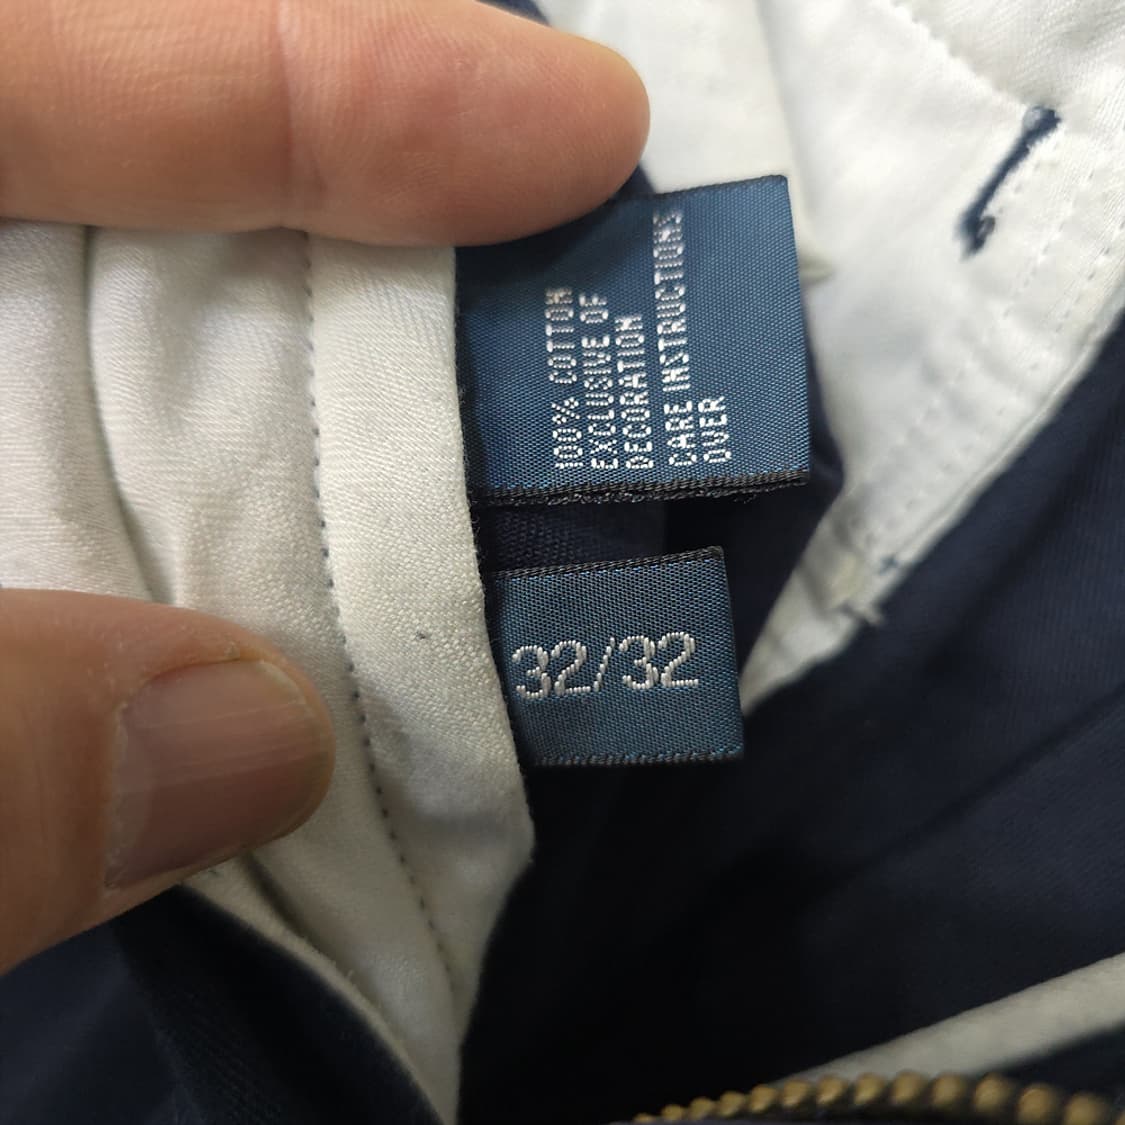 100% COTTON
EXCLUSIVE OF
DECORATION
CARE INSTRUCTIONS
OVER
32/32